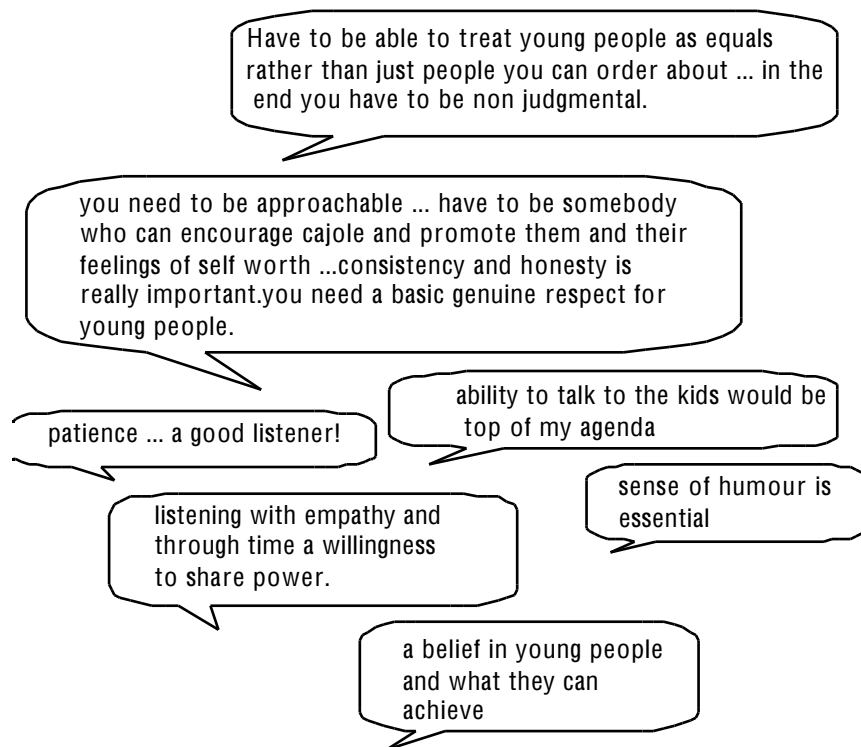 Have to be able to treat young people as equals
rather than just people you can order about ... in the
end you have to be non judgmental.
you need to be approachable ... have to be somebody
who can encourage cajole and promote them and their
feelings of self worth ...consistency and honesty is
really important.you need a basic genuine respect for
young people.
ability to talk to the kids would be
top of my agenda
patience ... a good listener!
sense of humour is
essential
listening with empathy and
through time a willingness
to share power.
a belief in young people
and what they can
achieve